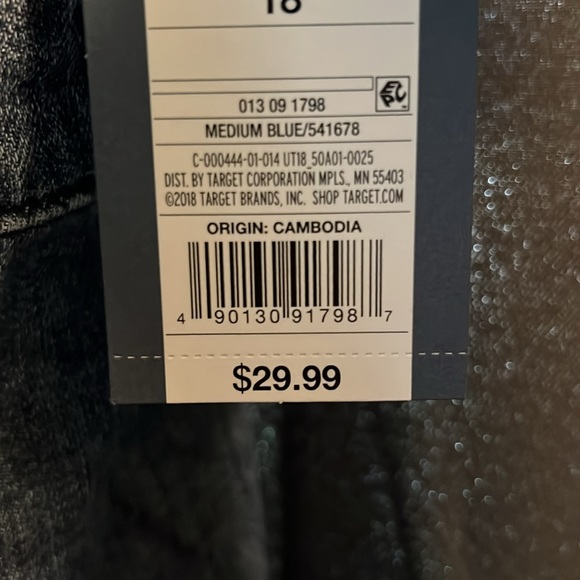 18
EPC
013 09 1798
MEDIUM BLUE/541678
C-000444-01-014 UT18_50A01-0025
DIST. BY TARGET CORPORATION MPLS., MN 55403
©2018 TARGET BRANDS, INC. SHOP TARGET.COM
ORIGIN: CAMBODIA
4 90130 91798 7
$29.99